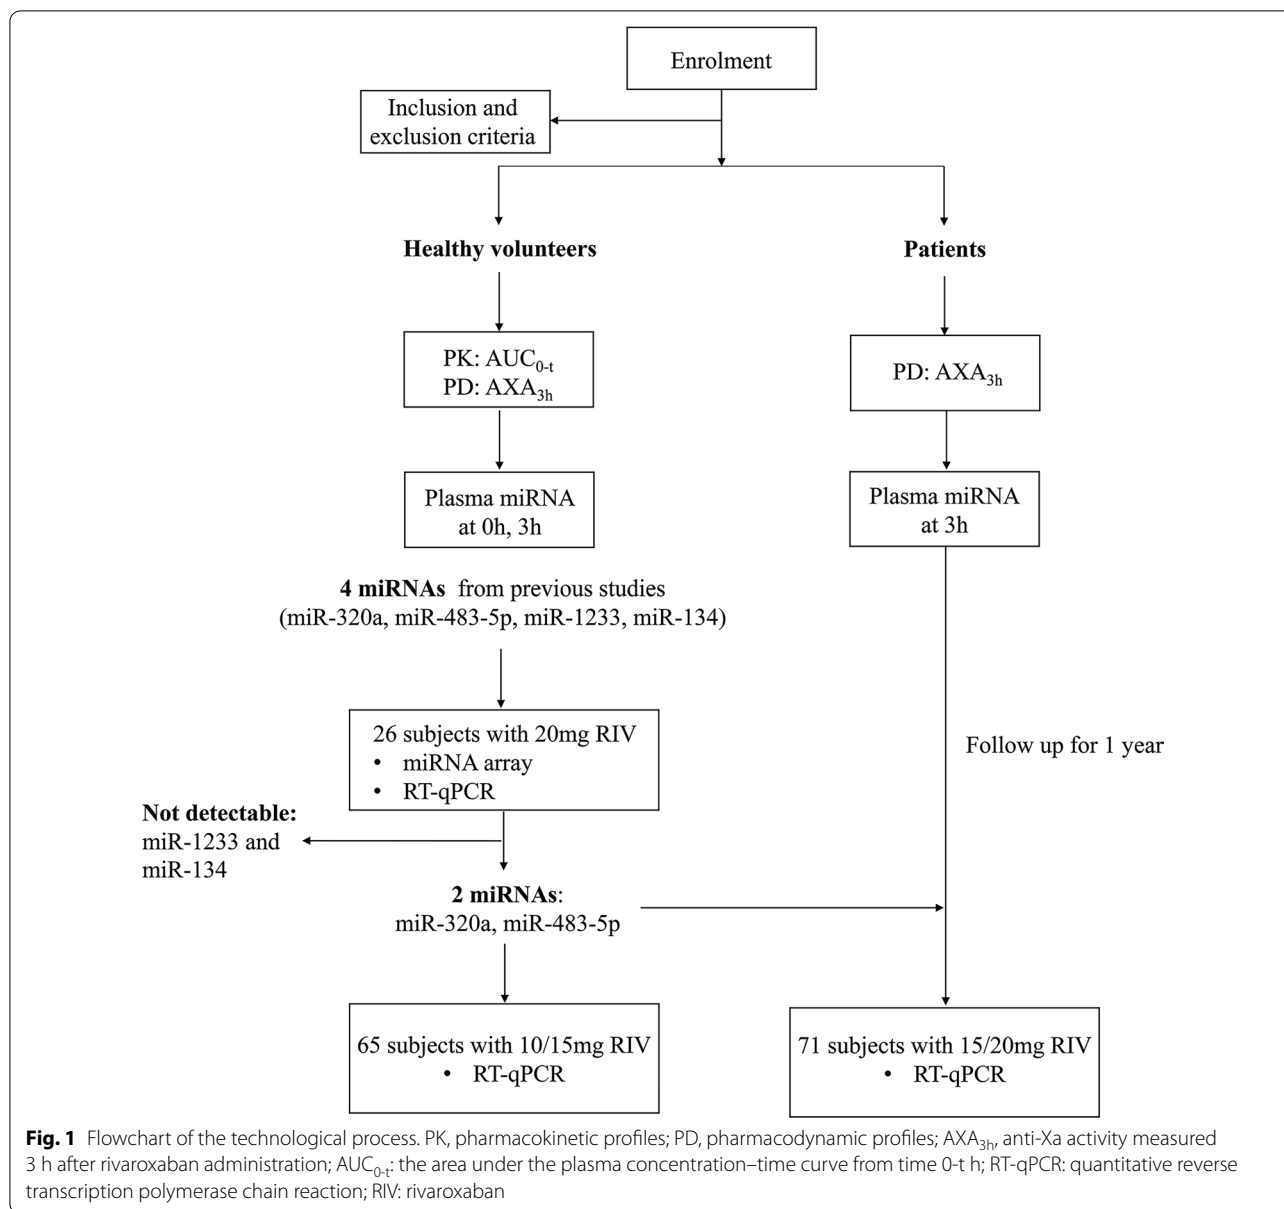 Enrolment
Inclusion and
exclusion criteria
Healthy volunteers
Patients
PK: AUC0-t
PD: AXA3h
PD: AXA3h
Plasma miRNA
at 0h, 3h
Plasma miRNA
at 3h
4 miRNAs from previous studies
(miR-320a, miR-483-5p, miR-1233, miR-134)
26 subjects with 20mg RIV
• miRNA array
• RT-qPCR
Follow up for 1 year
Not detectable:
miR-1233 and
miR-134
2 miRNAs:
miR-320a, miR-483-5p
65 subjects with 10/15mg RIV
• RT-qPCR
71 subjects with 15/20mg RIV
• RT-qPCR
Fig. 1 Flowchart of the technological process. PK, pharmacokinetic profiles; PD, pharmacodynamic profiles; AXA3h, anti-Xa activity measured
3 h after rivaroxaban administration; AUC0-t: the area under the plasma concentration–time curve from time 0-t h; RT-qPCR: quantitative reverse
transcription polymerase chain reaction; RIV: rivaroxaban